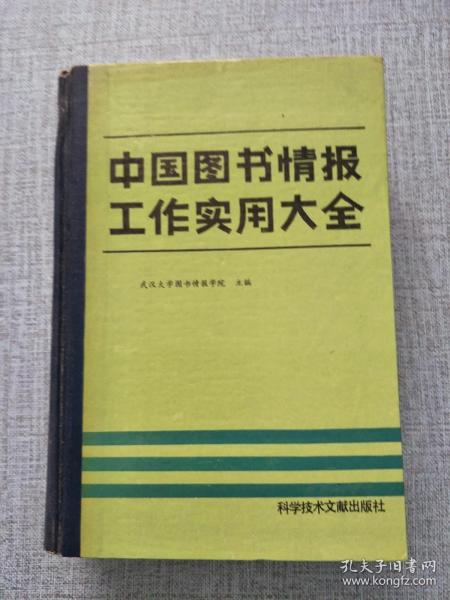 中国图书情报
工作实用大全
武汉大学图书情报学院 主编
科学技术文献出版社
孔夫子旧书网
www.kongfz.com